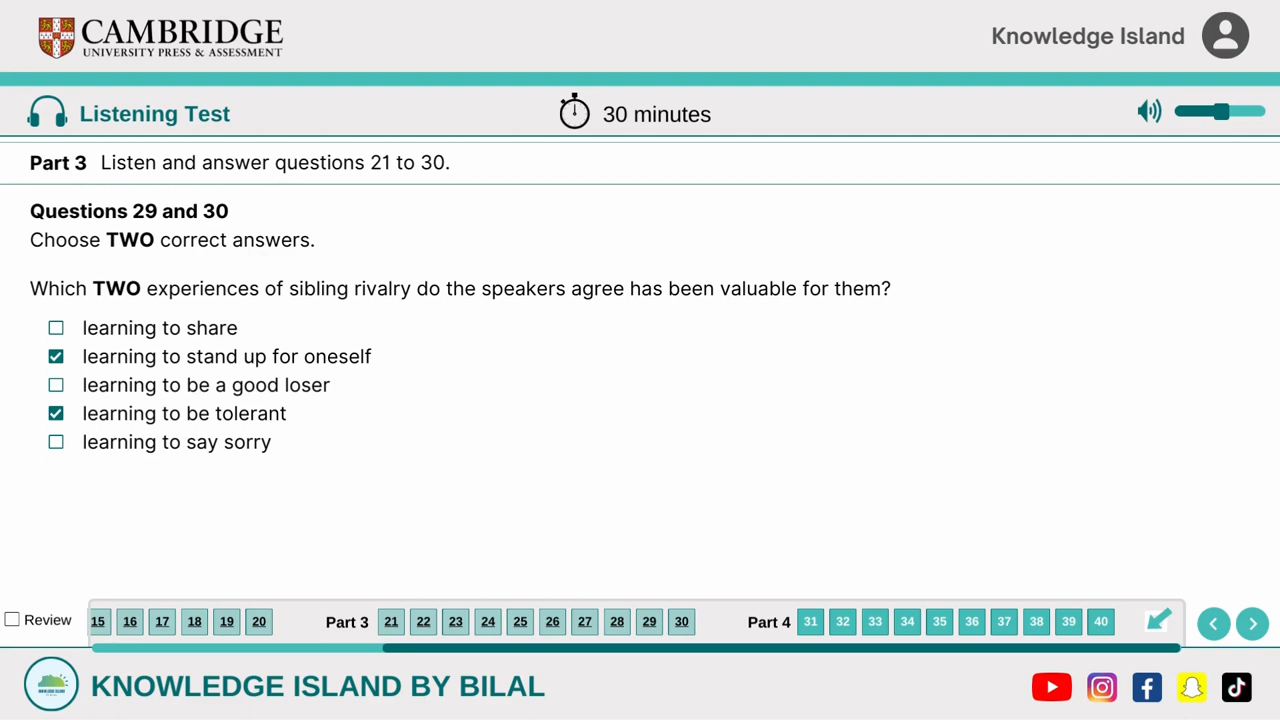 CAMBRIDGE
UNIVERSITY PRESS & ASSESSMENT
Knowledge Island
Listening Test
30 minutes
Part 3 Listen and answer questions 21 to 30.
Questions 29 and 30
Choose TWO correct answers.
Which TWO experiences of sibling rivalry do the speakers agree has been valuable for them?
learning to share
learning to stand up for oneself
learning to be a good loser
learning to be tolerant
learning to say sorry
Review 15 16 17 18 19 20 Part 3 21 22 23 24 25 26 27 28 29 30 Part 4 31 32 33 34 35 36 37 38 39 40
KNOWLEDGE ISLAND BY BILAL